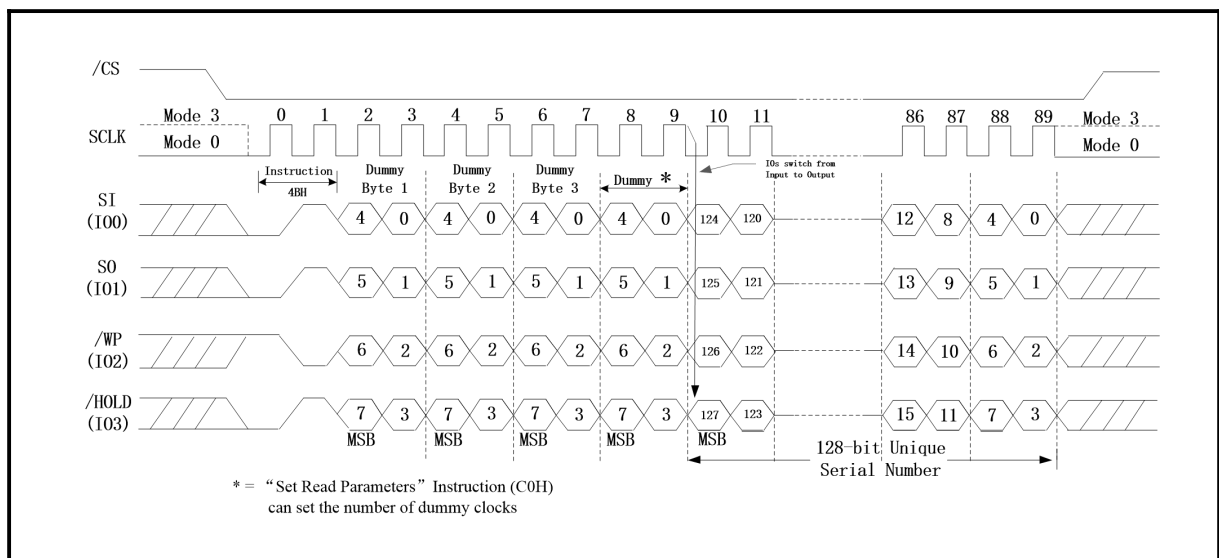 /CS
Mode 3 0 1 2 3 4 5 6 7 8 9 10 11 86 87 88 89 Mode 3
SCLK
Mode 0 Mode 0
Instruction Dummy Dummy Dummy Dummy * IOs switch from
4BH Byte 1 Byte 2 Byte 3 Input to Output
SI
(IO0)
4 0 4 0 4 0 4 0 124 120 12 8 4 0
SO
(IO1)
5 1 5 1 5 1 5 1 125 121 13 9 5 1
/WP
(IO2)
6 2 6 2 6 2 6 2 126 122 14 10 6 2
/HOLD
(IO3)
7 3 7 3 7 3 7 3 127 123 15 11 7 3
MSB MSB MSB MSB MSB
128-bit Unique
Serial Number
* = “Set Read Parameters” Instruction (C0H)
can set the number of dummy clocks